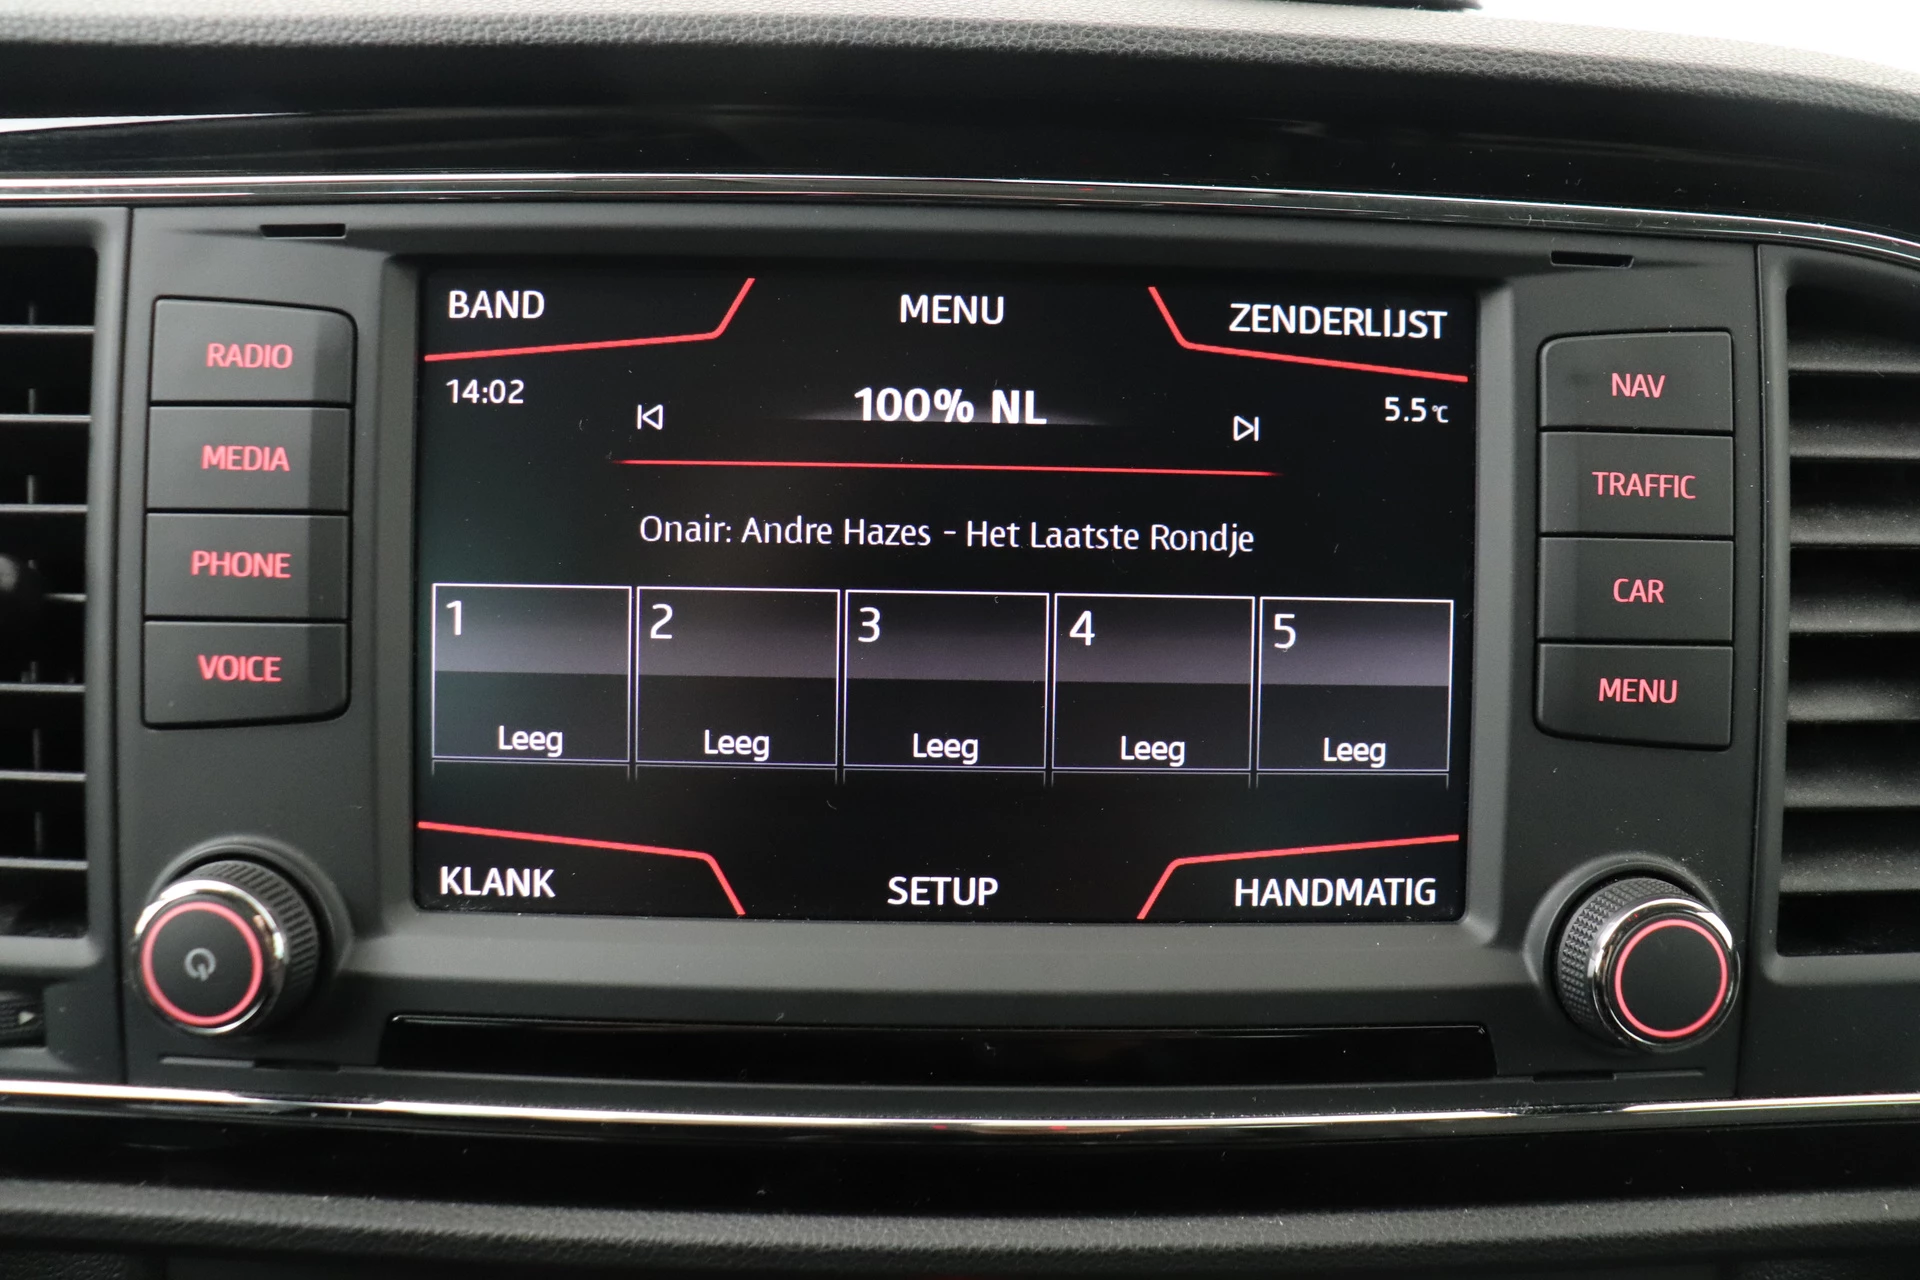 BAND
MENU
ZENDERLIJST
14:02
100% NL
5.5°C
Onair: Andre Hazes - Het Laatste Rondje
1
2
3
4
5
Leeg
Leeg
Leeg
Leeg
Leeg
KLANK
SETUP
HANDMATIG
RADIO
MEDIA
PHONE
VOICE
NAV
TRAFFIC
CAR
MENU